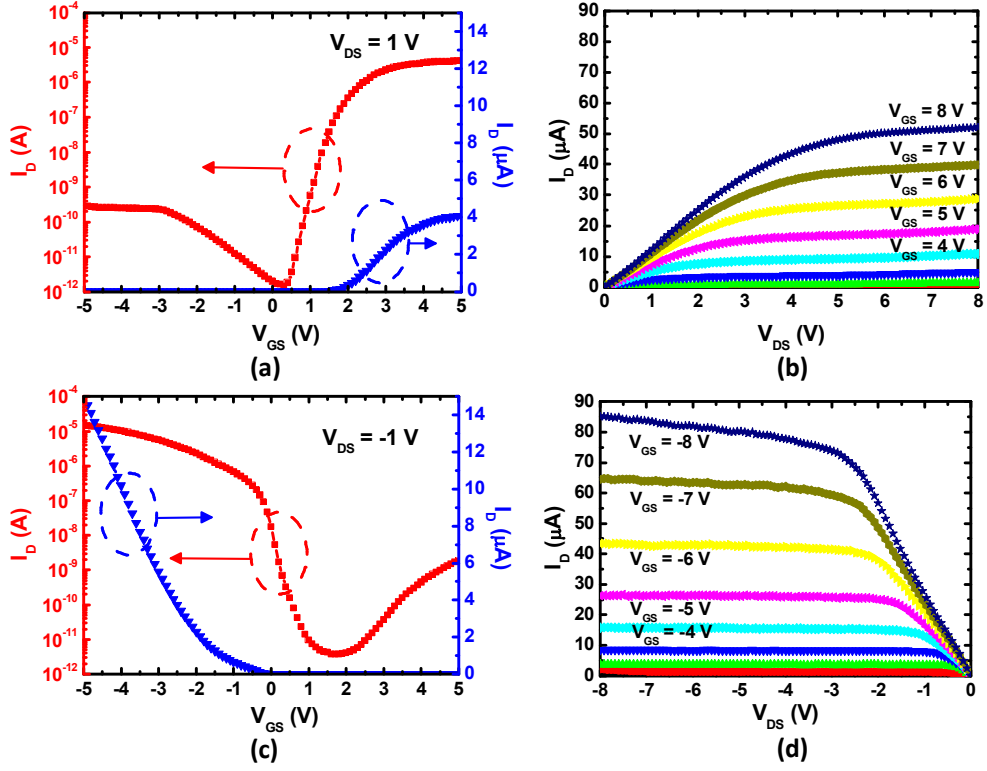 10⁻⁴
10⁻⁵
10⁻⁶
10⁻⁷
10⁻⁸
10⁻⁹
10⁻¹⁰
10⁻¹¹
10⁻¹²
I_D (A)
V_DS = 1 V
14
12
10
8
6
4
2
0
I_D (µA)
-5 -4 -3 -2 -1 0 1 2 3 4 5
V_GS (V)
(a)
90
80
70
60
50
40
30
20
10
0
I_D (µA)
V_GS = 8 V
V_GS = 7 V
V_GS = 6 V
V_GS = 5 V
V_GS = 4 V
0 1 2 3 4 5 6 7 8
V_DS (V)
(b)
10⁻⁴
10⁻⁵
10⁻⁶
10⁻⁷
10⁻⁸
10⁻⁹
10⁻¹⁰
10⁻¹¹
10⁻¹²
I_D (A)
V_DS = -1 V
14
12
10
8
6
4
2
0
I_D (µA)
-5 -4 -3 -2 -1 0 1 2 3 4 5
V_GS (V)
(c)
90
80
70
60
50
40
30
20
10
0
I_D (µA)
V_GS = -8 V
V_GS = -7 V
V_GS = -6 V
V_GS = -5 V
V_GS = -4 V
-8 -7 -6 -5 -4 -3 -2 -1 0
V_DS (V)
(d)